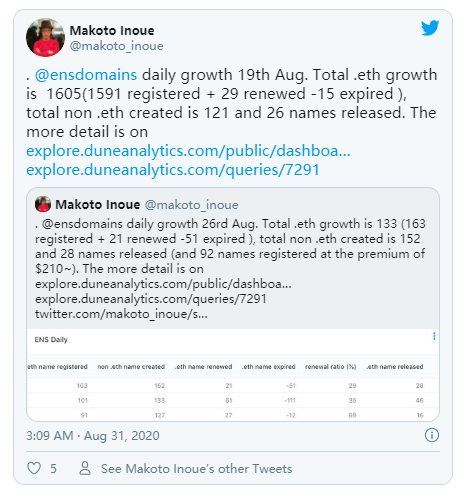 Makoto Inoue
@makoto_inoue
. @ensdomains daily growth 19th Aug. Total .eth growth
is 1605(1591 registered + 29 renewed -15 expired ),
total non .eth created is 121 and 26 names released. The
more detail is on
explore.duneanalytics.com/public/dashboa...
explore.duneanalytics.com/queries/7291
Makoto Inoue @makoto_inoue
. @ensdomains daily growth 26rd Aug. Total .eth growth is 133 (163
registered + 21 renewed -51 expired ), total non .eth created is 152
and 28 names released (and 92 names registered at the premium of
$210~). The more detail is on
explore.duneanalytics.com/public/dashboa...
explore.duneanalytics.com/queries/7291
twitter.com/makoto_inoue/s...
ENS Daily
eth name registered non .eth name created .eth name renewed .eth name expired renewal ratio (%) .eth name released
163 152 21 -51 29 28
101 133 61 -111 35 46
91 127 27 -12 69 16
3:09 AM · Aug 31, 2020
5 See Makoto Inoue's other Tweets